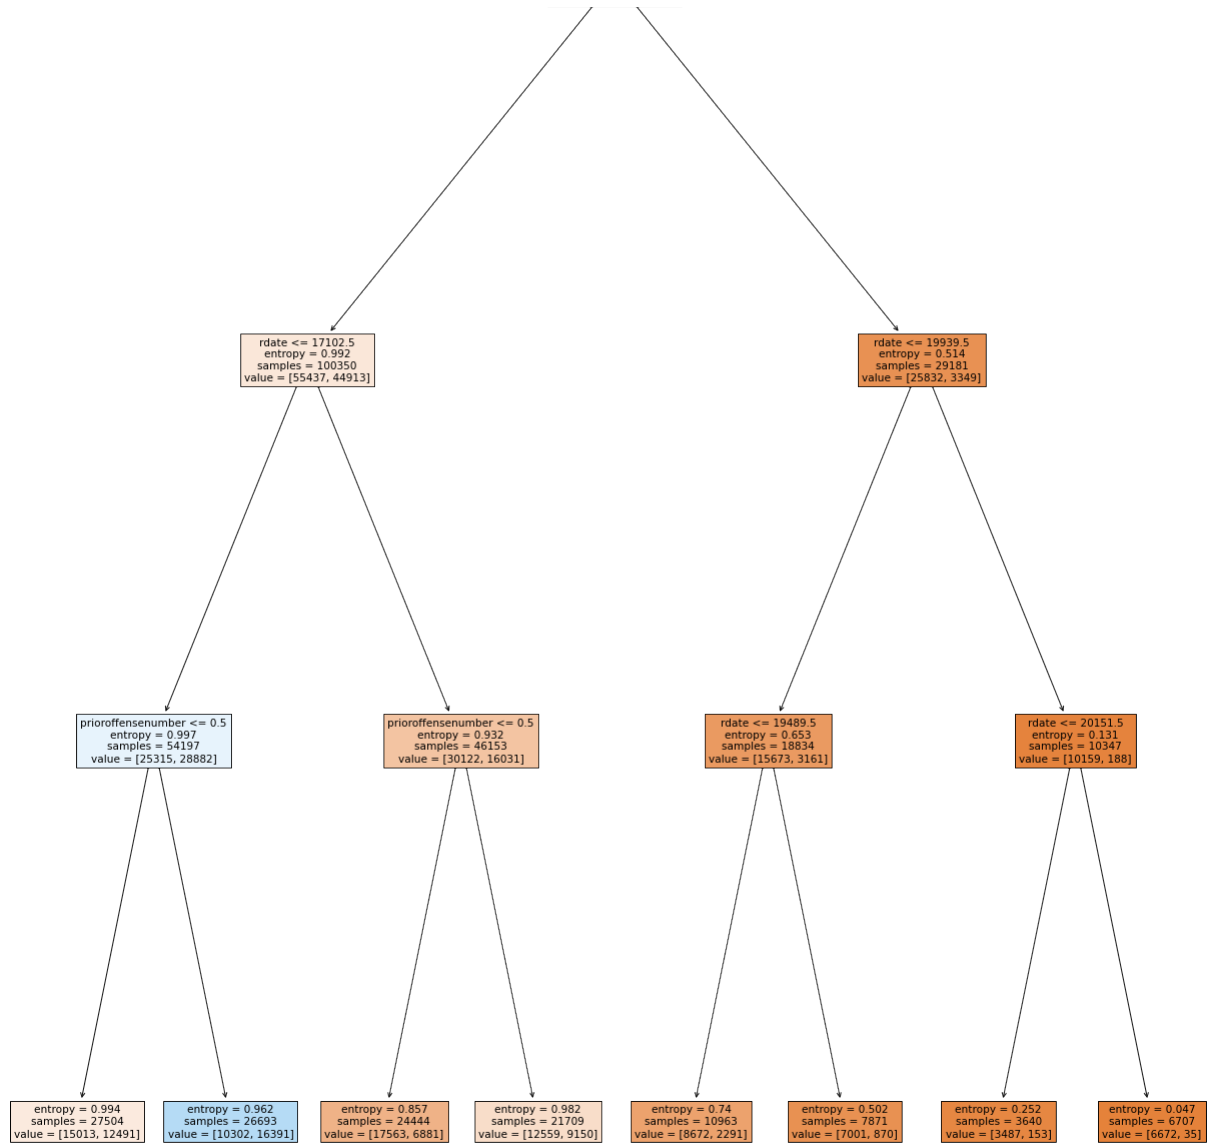 rdate <= 17102.5
entropy = 0.992
samples = 100350
value = [55437, 44913]
rdate <= 19939.5
entropy = 0.514
samples = 29181
value = [25832, 3349]
prioroffensenumber <= 0.5
entropy = 0.997
samples = 54197
value = [25315, 28882]
prioroffensenumber <= 0.5
entropy = 0.932
samples = 46153
value = [30122, 16031]
rdate <= 19489.5
entropy = 0.653
samples = 18834
value = [15673, 3161]
rdate <= 20151.5
entropy = 0.131
samples = 10347
value = [10159, 188]
entropy = 0.994
samples = 27504
value = [15013, 12491]
entropy = 0.962
samples = 26693
value = [10302, 16391]
entropy = 0.857
samples = 24444
value = [17563, 6881]
entropy = 0.982
samples = 21709
value = [12559, 9150]
entropy = 0.74
samples = 10963
value = [8672, 2291]
entropy = 0.502
samples = 7871
value = [7001, 870]
entropy = 0.252
samples = 3640
value = [3487, 153]
entropy = 0.047
samples = 6707
value = [6672, 35]